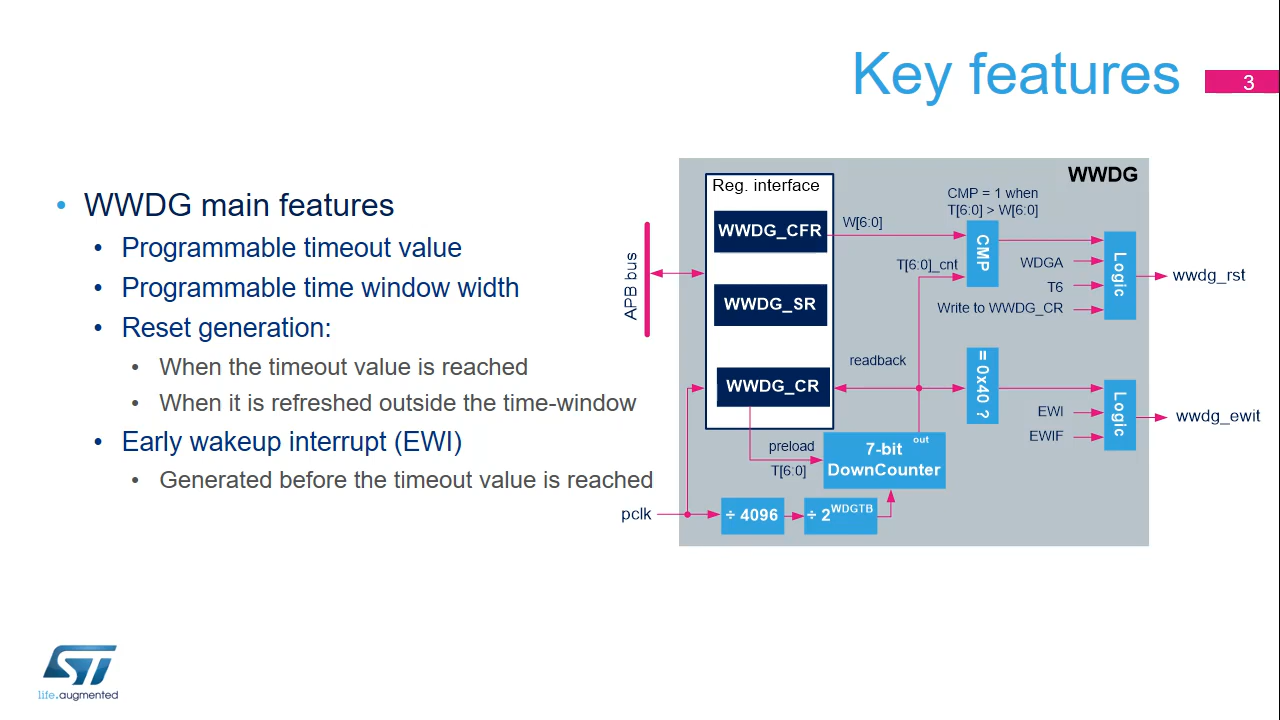 Key features
3
• WWDG main features
• Programmable timeout value
• Programmable time window width
• Reset generation:
• When the timeout value is reached
• When it is refreshed outside the time-window
• Early wakeup interrupt (EWI)
• Generated before the timeout value is reached
WWDG
Reg. interface
WWDG_CFR
WWDG_SR
WWDG_CR
APB bus
W[6:0]
CMP = 1 when
T[6:0] > W[6:0]
T[6:0]_cnt
CMP
WDGA
T6
Write to WWDG_CR
Logic
wwdg_rst
readback
= 0x40 ?
EWI
EWIF
Logic
wwdg_ewit
preload
T[6:0]
out
7-bit
DownCounter
pclk
÷ 4096
÷ 2^WDGTB
ST
life.augmented